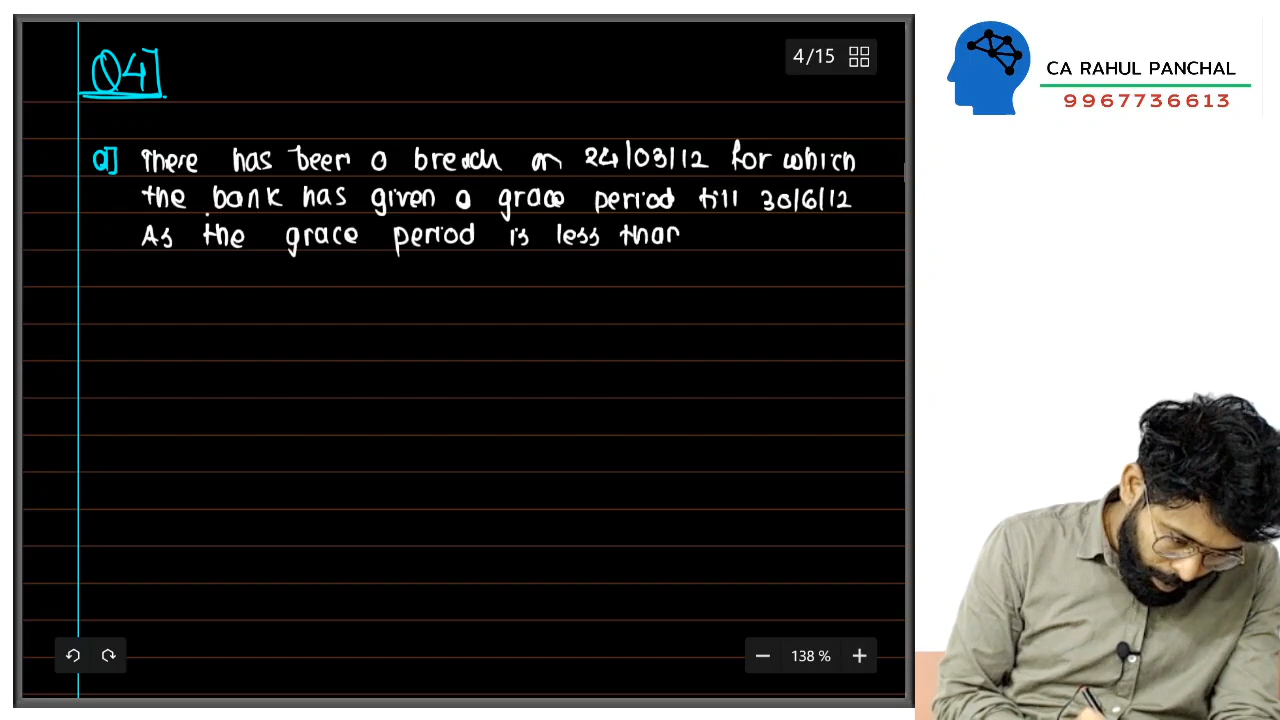 Q4]
4/15
CA RAHUL PANCHAL
9967736613
a] There has been a breach on 24/03/12 for which
the bank has given a grace period till 30/6/12
As the grace period is less than
138 %